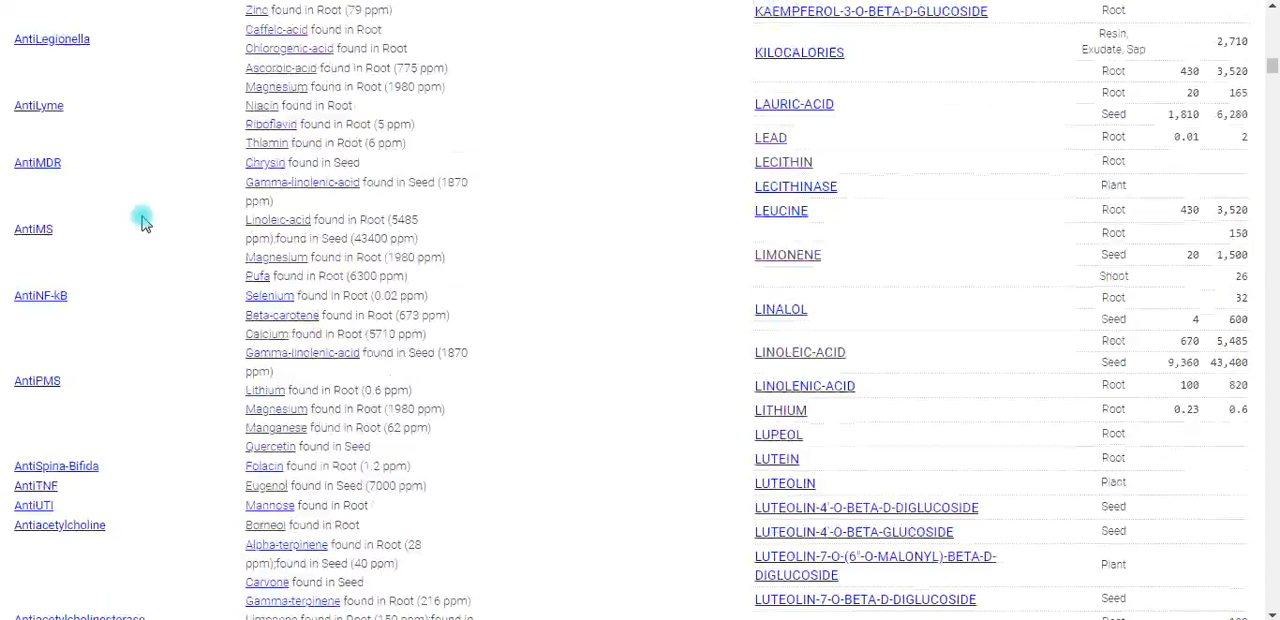 Zinc found in Root (79 ppm)
AntiLegionella
Caffeic-acid found in Root
Chlorogenic-acid found in Root
Ascorbic-acid found in Root (775 ppm)
Magnesium found in Root (1980 ppm)
AntiLyme
Niacin found in Root
Riboflavin found in Root (5 ppm)
Thiamin found in Root (6 ppm)
AntiMDR
Chrysin found in Seed
Gamma-linolenic-acid found in Seed (1870
ppm)
AntiMS
Linoleic-acid found in Root (5485
ppm);found in Seed (43400 ppm)
Magnesium found in Root (1980 ppm)
Pufa found in Root (6300 ppm)
AntiNF-kB
Selenium found in Root (0.02 ppm)
Beta-carotene found in Root (673 ppm)
Calcium found in Root (5710 ppm)
Gamma-linolenic-acid found in Seed (1870
ppm)
AntiPMS
Lithium found in Root (0.6 ppm)
Magnesium found in Root (1980 ppm)
Manganese found in Root (62 ppm)
Quercetin found in Seed
AntiSpina-Bifida
Folacin found in Root (1.2 ppm)
AntiTNF
Eugenol found in Seed (7000 ppm)
AntiUTI
Mannose found in Root
Antiacetylcholine
Borneol found in Root
Alpha-terpinene found in Root (28
ppm);found in Seed (40 ppm)
Carvone found in Seed
Gamma-terpinene found in Root (216 ppm)
Antiacetylcholinesterase
Limonene found in Root (150 ppm);found in
KAEMPFEROL-3-O-BETA-D-GLUCOSIDE Root
KILOCALORIES
Resin,
Exudate, Sap
2,710
Root 430 3,520
LAURIC-ACID
Root 20 165
Seed 1,810 6,280
LEAD Root 0.01 2
LECITHIN Root
LECITHINASE Plant
LEUCINE Root 430 3,520
LIMONENE
Root 150
Seed 20 1,500
Shoot 26
LINALOL
Root 32
Seed 4 600
LINOLEIC-ACID
Root 670 5,485
Seed 9,360 43,400
LINOLENIC-ACID Root 100 820
LITHIUM Root 0.23 0.6
LUPEOL Root
LUTEIN Root
LUTEOLIN Plant
LUTEOLIN-4'-O-BETA-D-DIGLUCOSIDE Seed
LUTEOLIN-4'-O-BETA-GLUCOSIDE Seed
LUTEOLIN-7-O-(6"-O-MALONYL)-BETA-D-
DIGLUCOSIDE
Plant
LUTEOLIN-7-O-BETA-D-DIGLUCOSIDE Seed